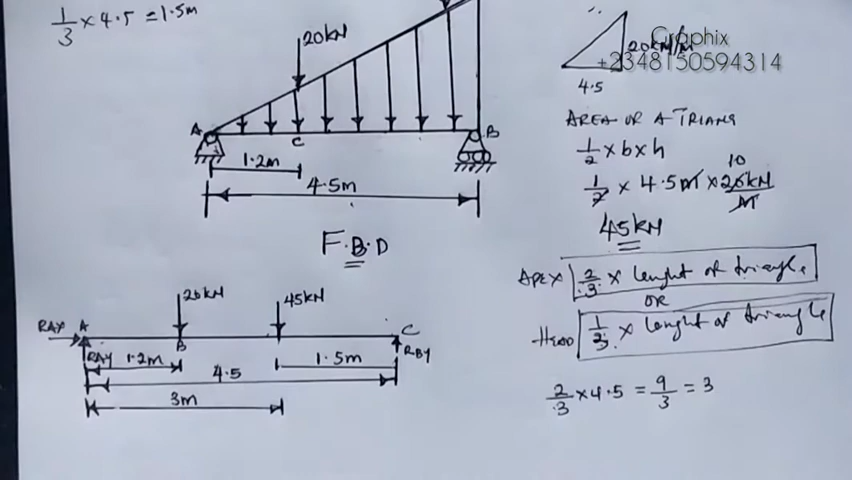 1/3 × 4.5 = 1.5m
20kN
A
C
B
1.2m
4.5m
F.B.D
20kN
45kN
RAX
A
B
C
RAY
1.2m
1.5m
RBY
4.5
3m
Graphix
20kN/m
+2348150594314
4.5
AREA OF A TRIANG
1/2 × b × h
10
1/2 × 4.5m × 20kN/m
45kN
APEX 2/3 × lenght of triangle
OR
HEAD 1/3 × lenght of triangle
2/3 × 4.5 = 9/3 = 3